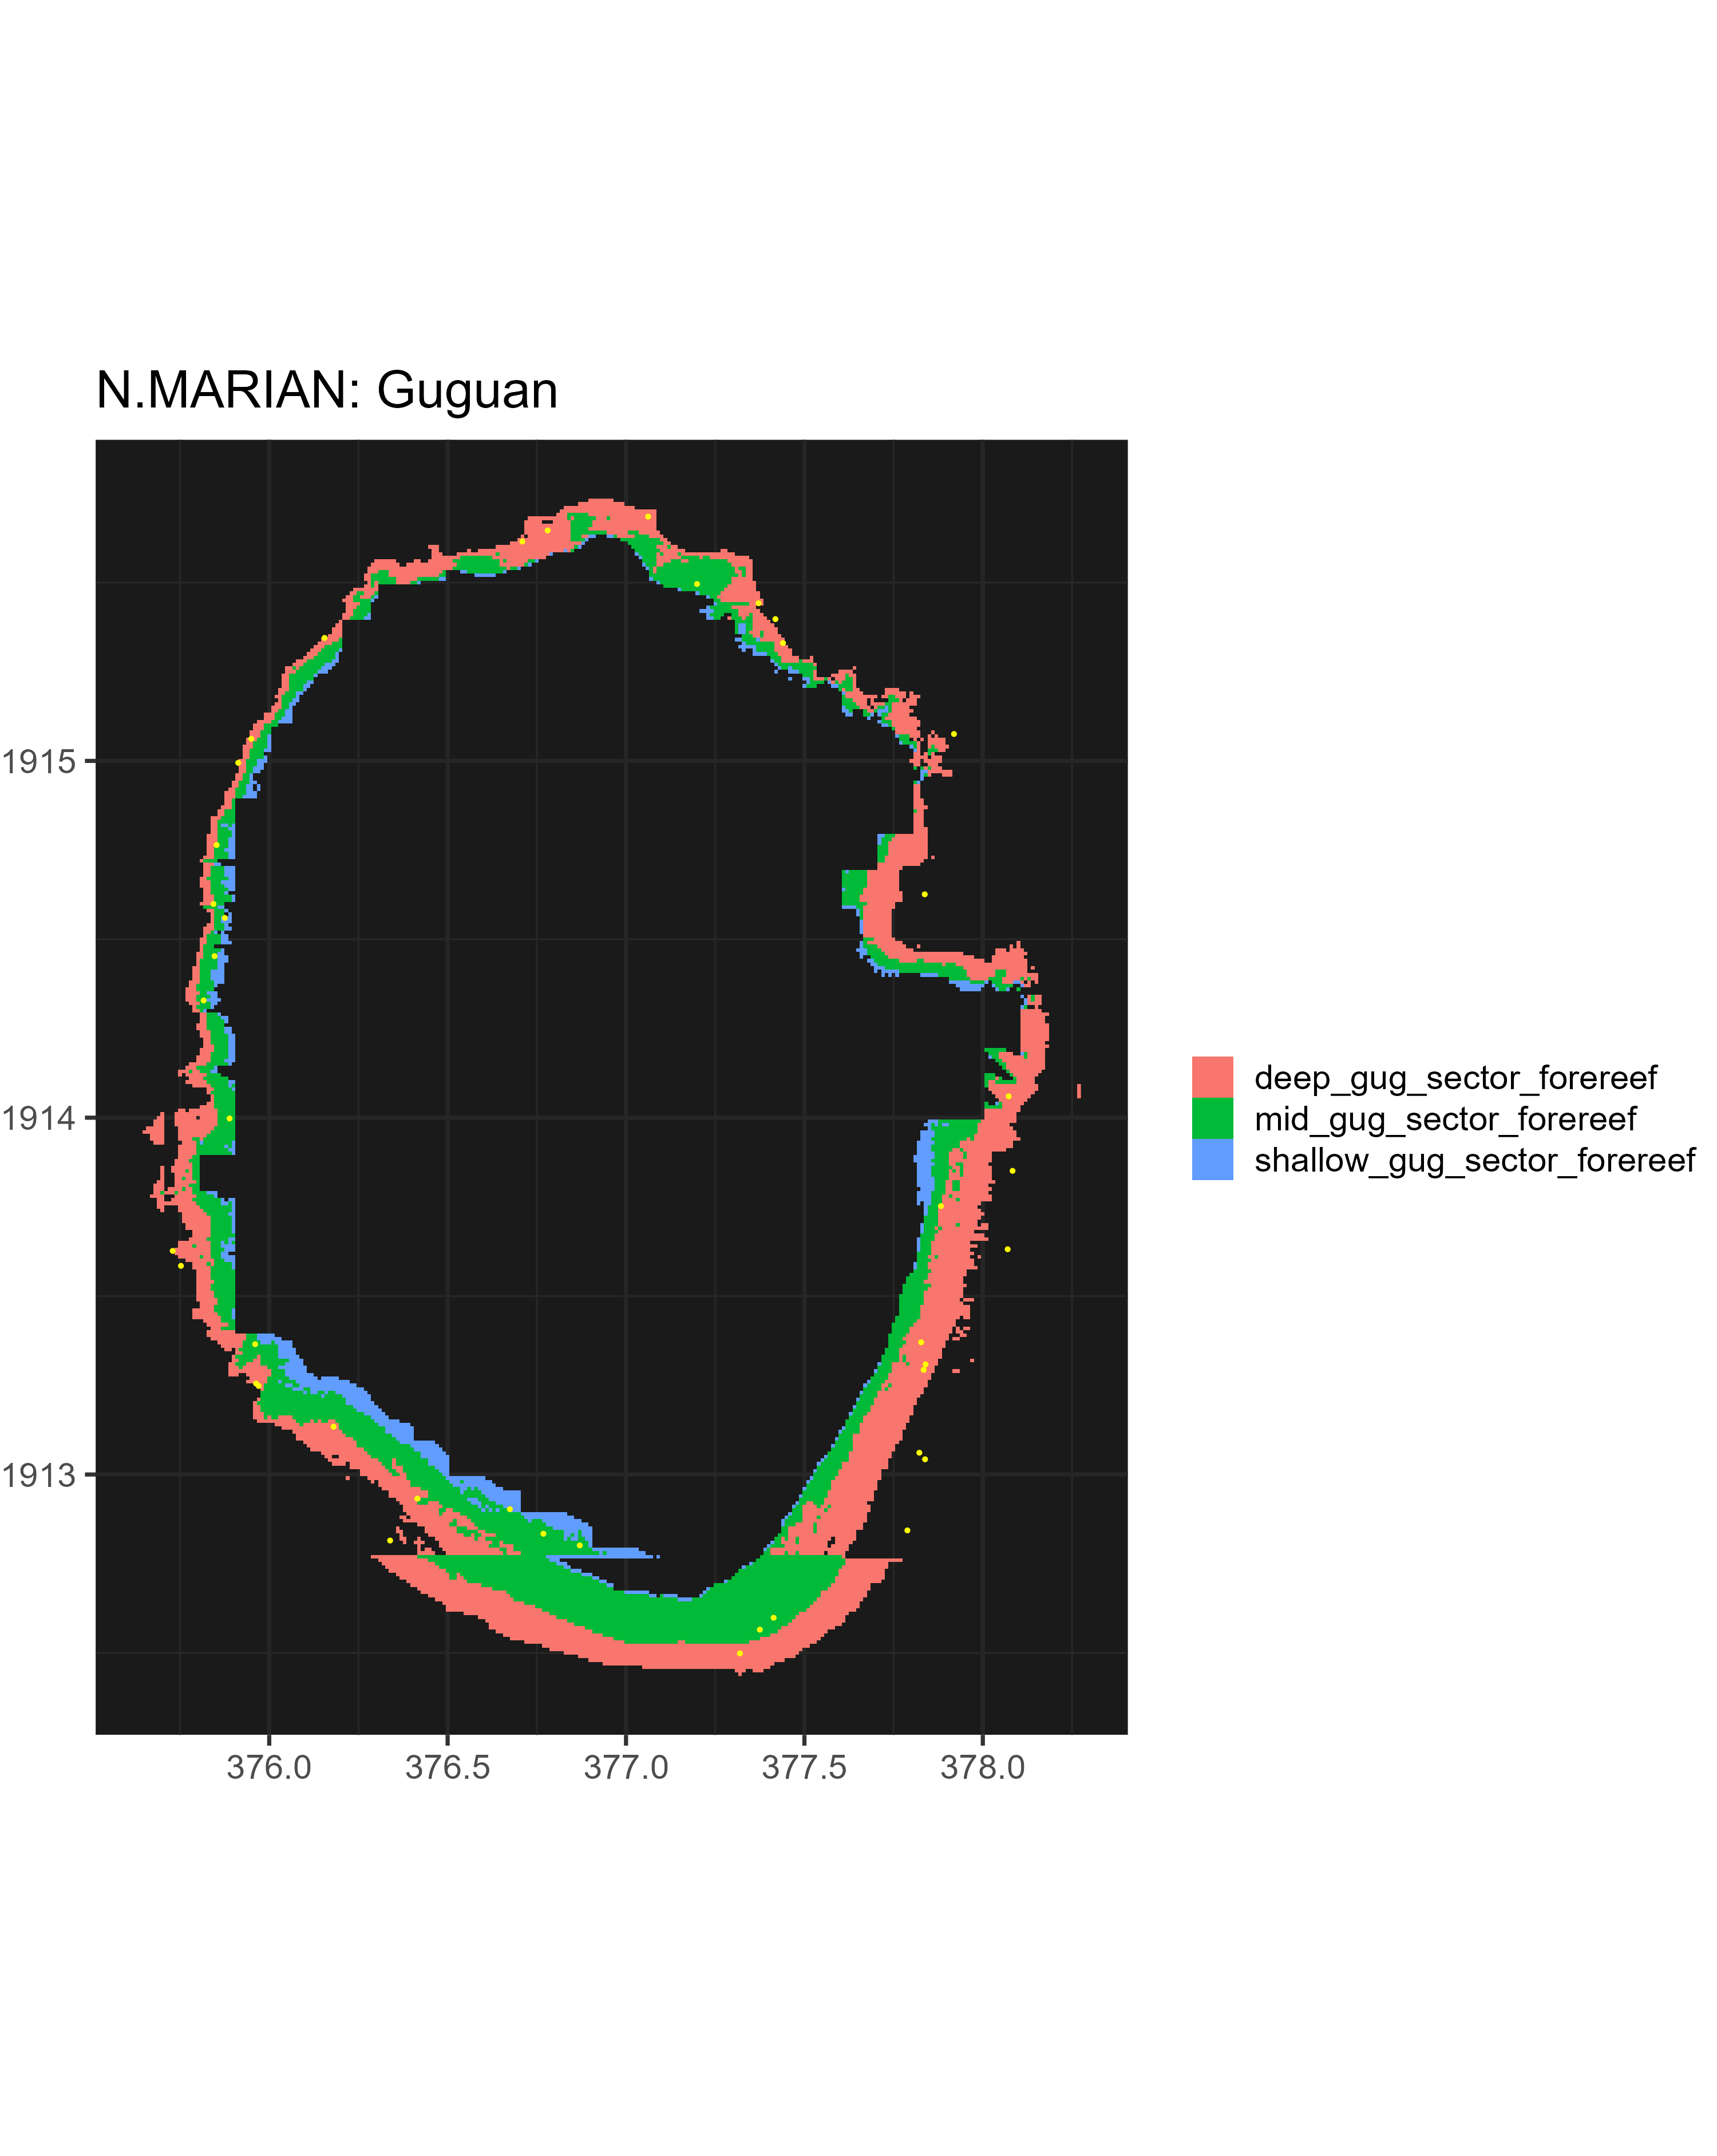 N.MARIAN: Guguan
1915
1914
1913
376.0 376.5 377.0 377.5 378.0
deep_gug_sector_forereef
mid_gug_sector_forereef
shallow_gug_sector_forereef